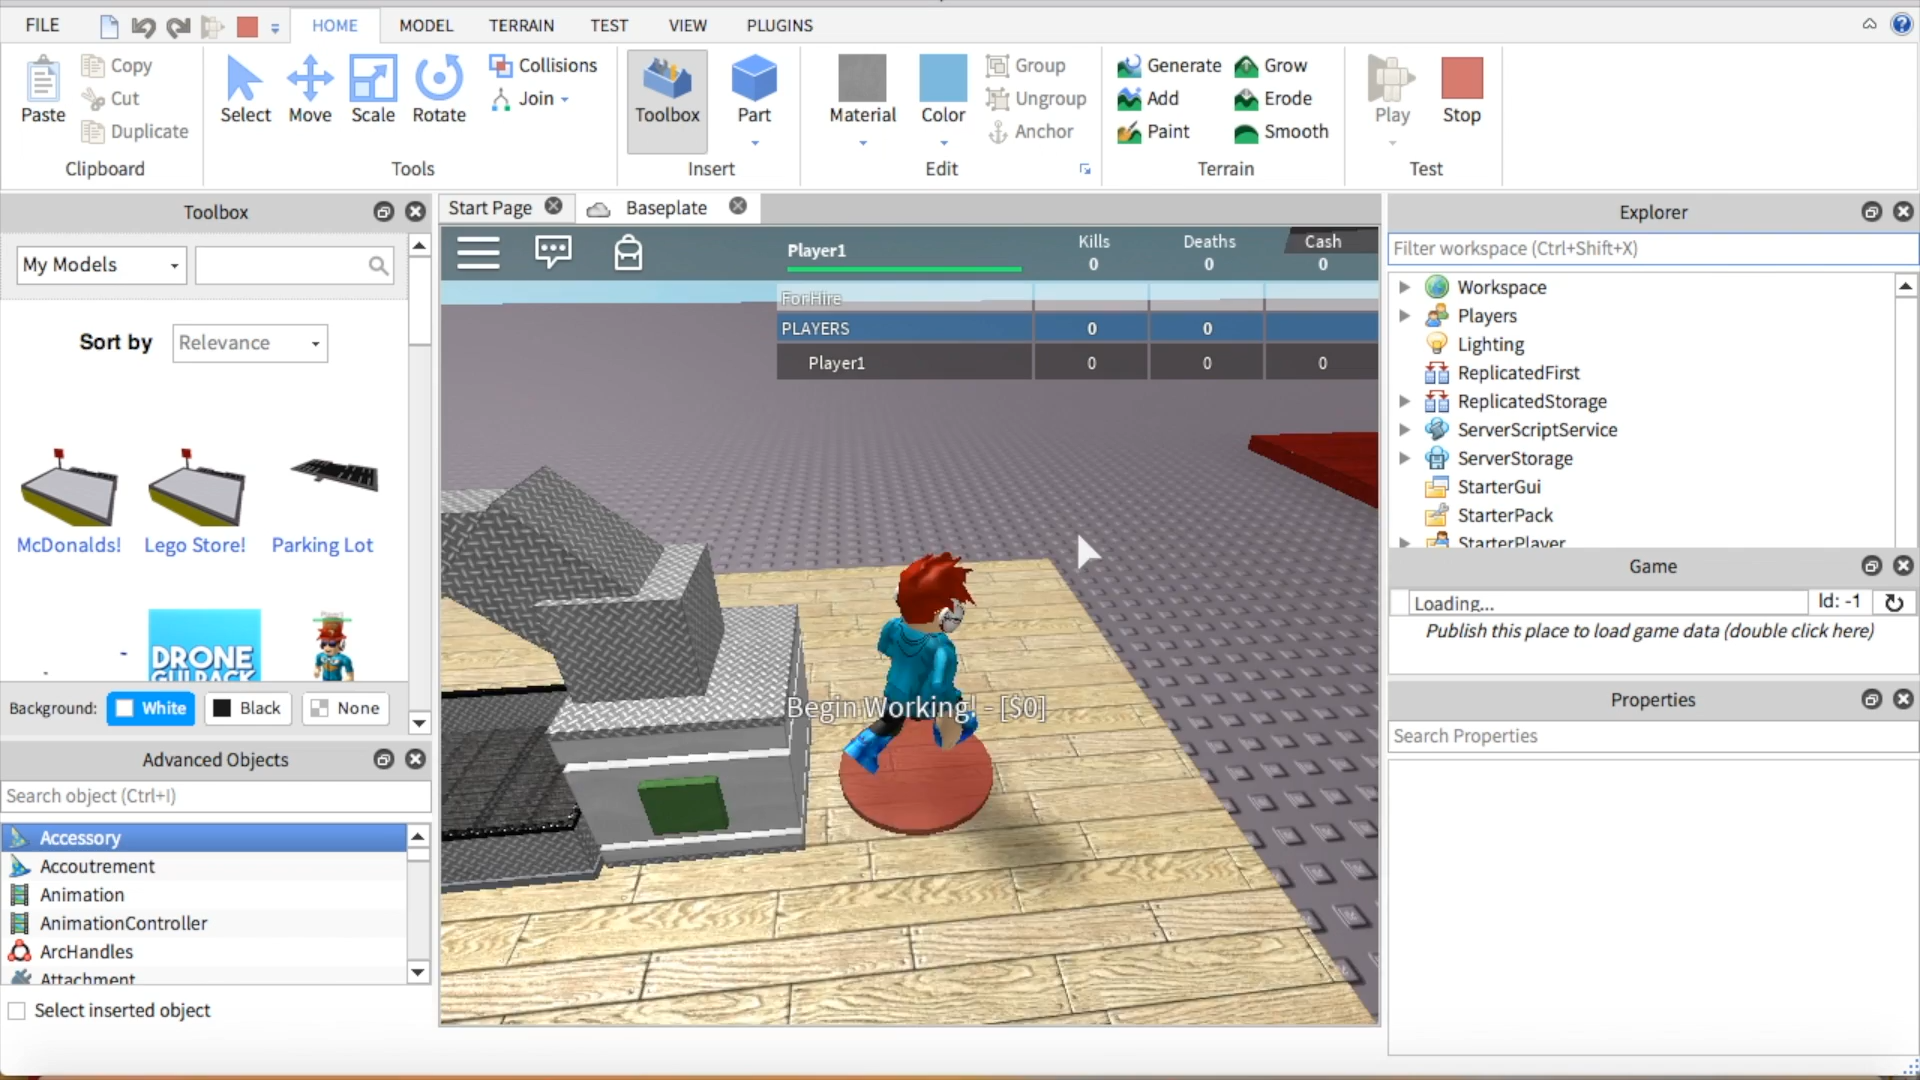 FILE
HOME
MODEL
TERRAIN
TEST
VIEW
PLUGINS
Paste
Copy
Cut
Duplicate
Clipboard
Select
Move
Scale
Rotate
Collisions
Join
Tools
Toolbox
Part
Insert
Material
Color
Group
Ungroup
Anchor
Edit
Generate
Add
Paint
Grow
Erode
Smooth
Terrain
Play
Stop
Test
Toolbox
My Models
Sort by
Relevance
McDonalds!
Lego Store!
Parking Lot
DRONE
GUI PACK
Background:
White
Black
None
Advanced Objects
Search object (Ctrl+I)
Accessory
Accoutrement
Animation
AnimationController
ArcHandles
Attachment
Select inserted object
Start Page
Baseplate
Player1
Kills
Deaths
Cash
0
0
0
For Hire
PLAYERS 0 0
Player1 0 0 0
Begin Working! - [$0]
Explorer
Filter workspace (Ctrl+Shift+X)
Workspace
Players
Lighting
ReplicatedFirst
ReplicatedStorage
ServerScriptService
ServerStorage
StarterGui
StarterPack
StarterPlayer
Game
Loading...
Id: -1
Publish this place to load game data (double click here)
Properties
Search Properties